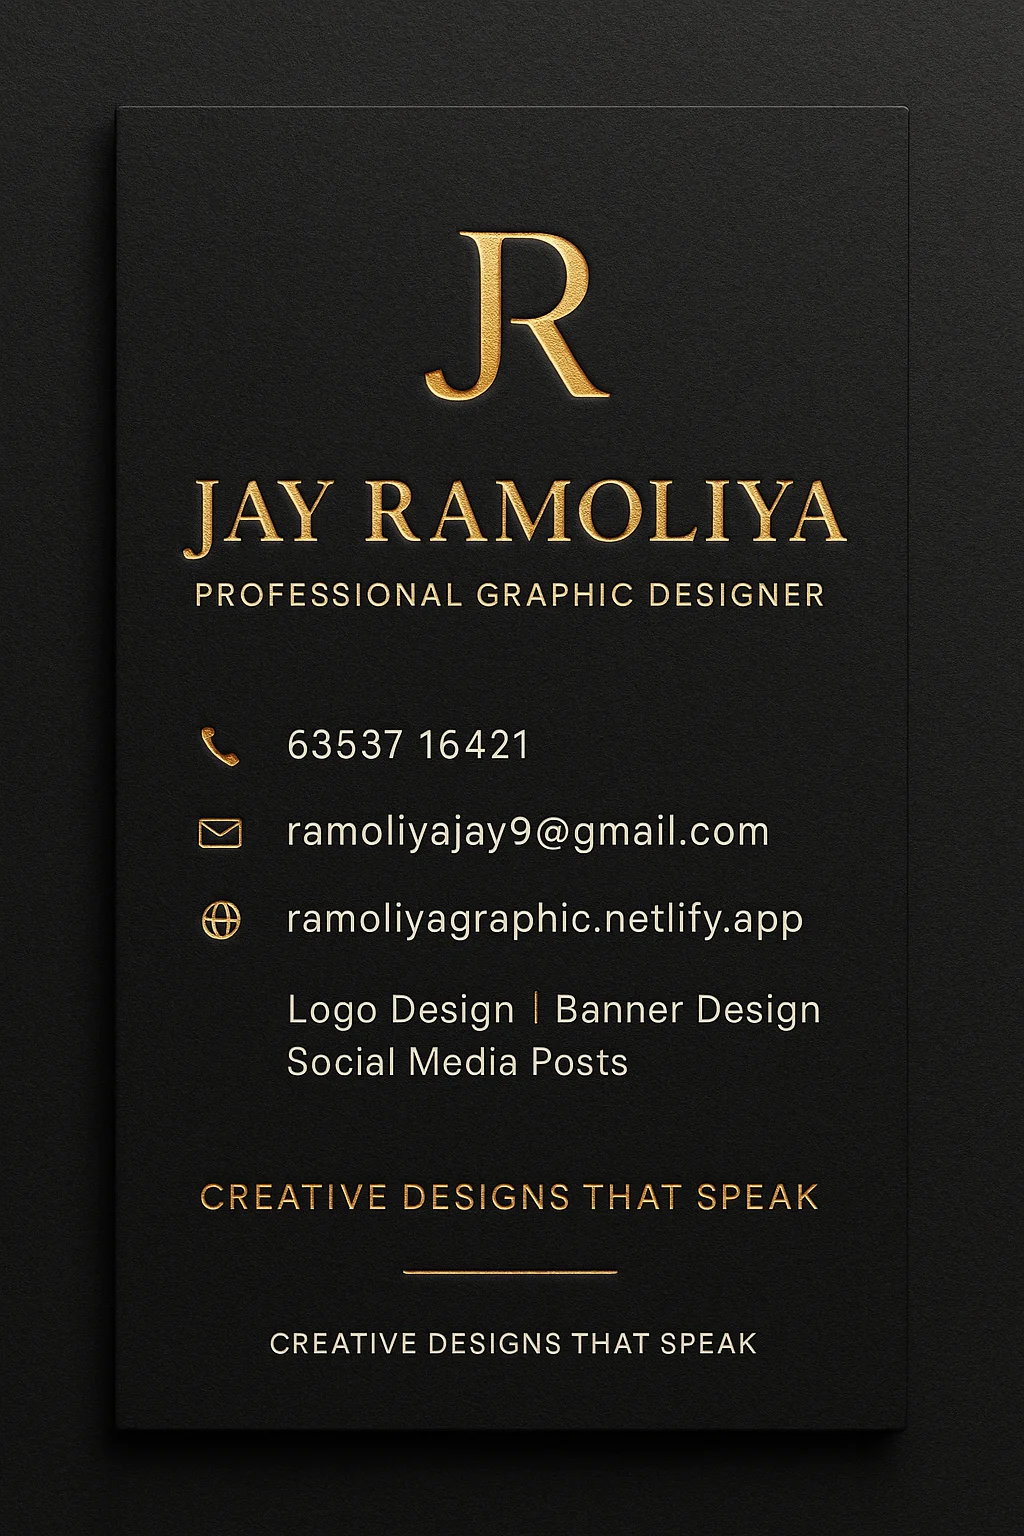 JR
JAY RAMOLIYA
PROFESSIONAL GRAPHIC DESIGNER
63537 16421
ramoliyajay9@gmail.com
ramoliyagraphic.netlify.app
Logo Design | Banner Design
Social Media Posts
CREATIVE DESIGNS THAT SPEAK
CREATIVE DESIGNS THAT SPEAK